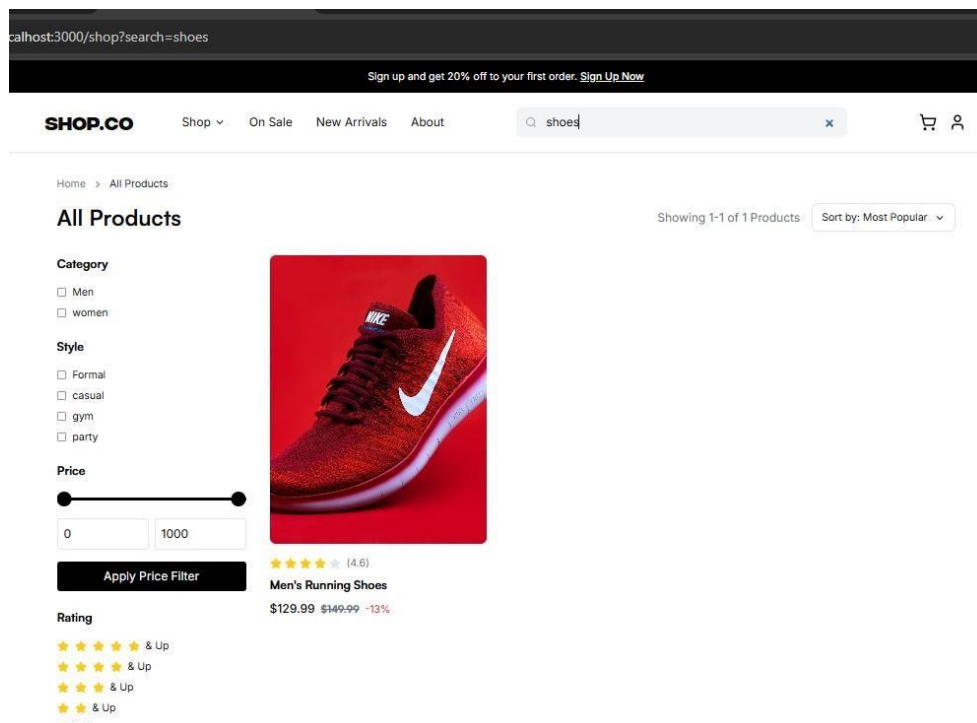 calhost:3000/shop?search=shoes
Sign up and get 20% off to your first order. Sign Up Now
SHOP.CO Shop On Sale New Arrivals About shoes
Home > All Products
All Products
Showing 1-1 of 1 Products Sort by: Most Popular
Category
Men
women
Style
Formal
casual
gym
party
Price
0 1000
Apply Price Filter
Rating
& Up
& Up
& Up
& Up
NIKE
(4.6)
Men's Running Shoes
$129.99 $149.99 -13%